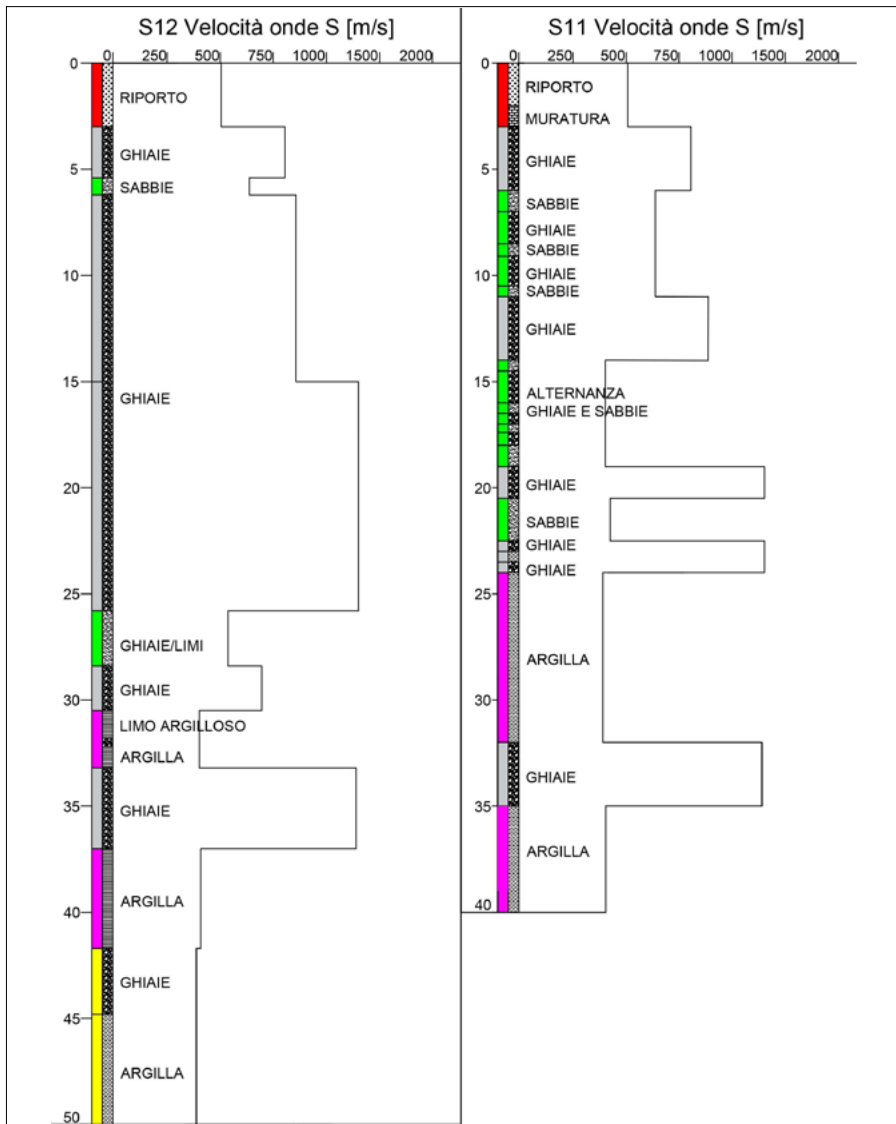 S12 Velocità onde S [m/s]
0 250 500 750 1000 1500 2000
0
RIPORTO
GHIAIE
5
SABBIE
10
15
GHIAIE
20
25
GHIAIE/LIMI
GHIAIE
30
LIMO ARGILLOSO
ARGILLA
35
GHIAIE
ARGILLA
40
GHIAIE
45
ARGILLA
50
S11 Velocità onde S [m/s]
0 250 500 750 1000 1500 2000
0
RIPORTO
MURATURA
GHIAIE
5
SABBIE
GHIAIE
SABBIE
GHIAIE
10
SABBIE
GHIAIE
15
ALTERNANZA
GHIAIE E SABBIE
GHIAIE
20
SABBIE
GHIAIE
GHIAIE
25
ARGILLA
30
GHIAIE
35
ARGILLA
40